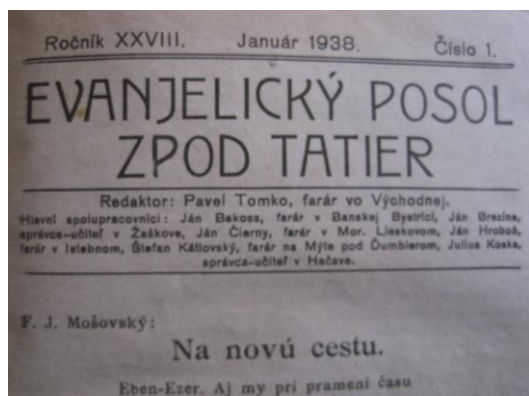 Ročník XXVIII. Január 1938. Číslo 1.
EVANJELICKÝ POSOL
ZPOD TATIER
Redaktor: Pavel Tomko, farár vo Východnej.
Hlavní spolupracovníci: Ján Bakoss, farár v Banskej Bystrici, Ján Brezina,
správca-učiteľ v Žaškove, Ján Čierny, farár v Mor. Lieskovom, Ján Hroboň,
farár v Istebnom, Štefan Kátlovský, farár na Mýte pod Ďumbierom, Julius Koska,
správca-učiteľ v Hačave.
F. J. Mošovský:
Na novú cestu.
Eben-Ezer. Aj my pri prameni času